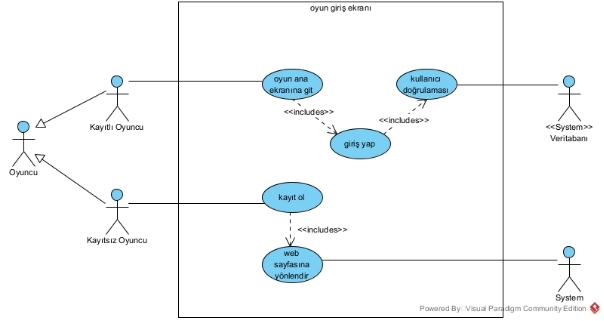 oyun giriş ekranı
oyun ana
ekranına git
kullanıcı
doğrulaması
<<includes>>
<<includes>>
Kayıtlı Oyuncu
<<System>>
Veritabanı
giriş yap
Oyuncu
kayıt ol
<<includes>>
Kayıtsız Oyuncu
web
sayfasına
yönlendir
System
Powered By: Visual Paradigm Community Edition